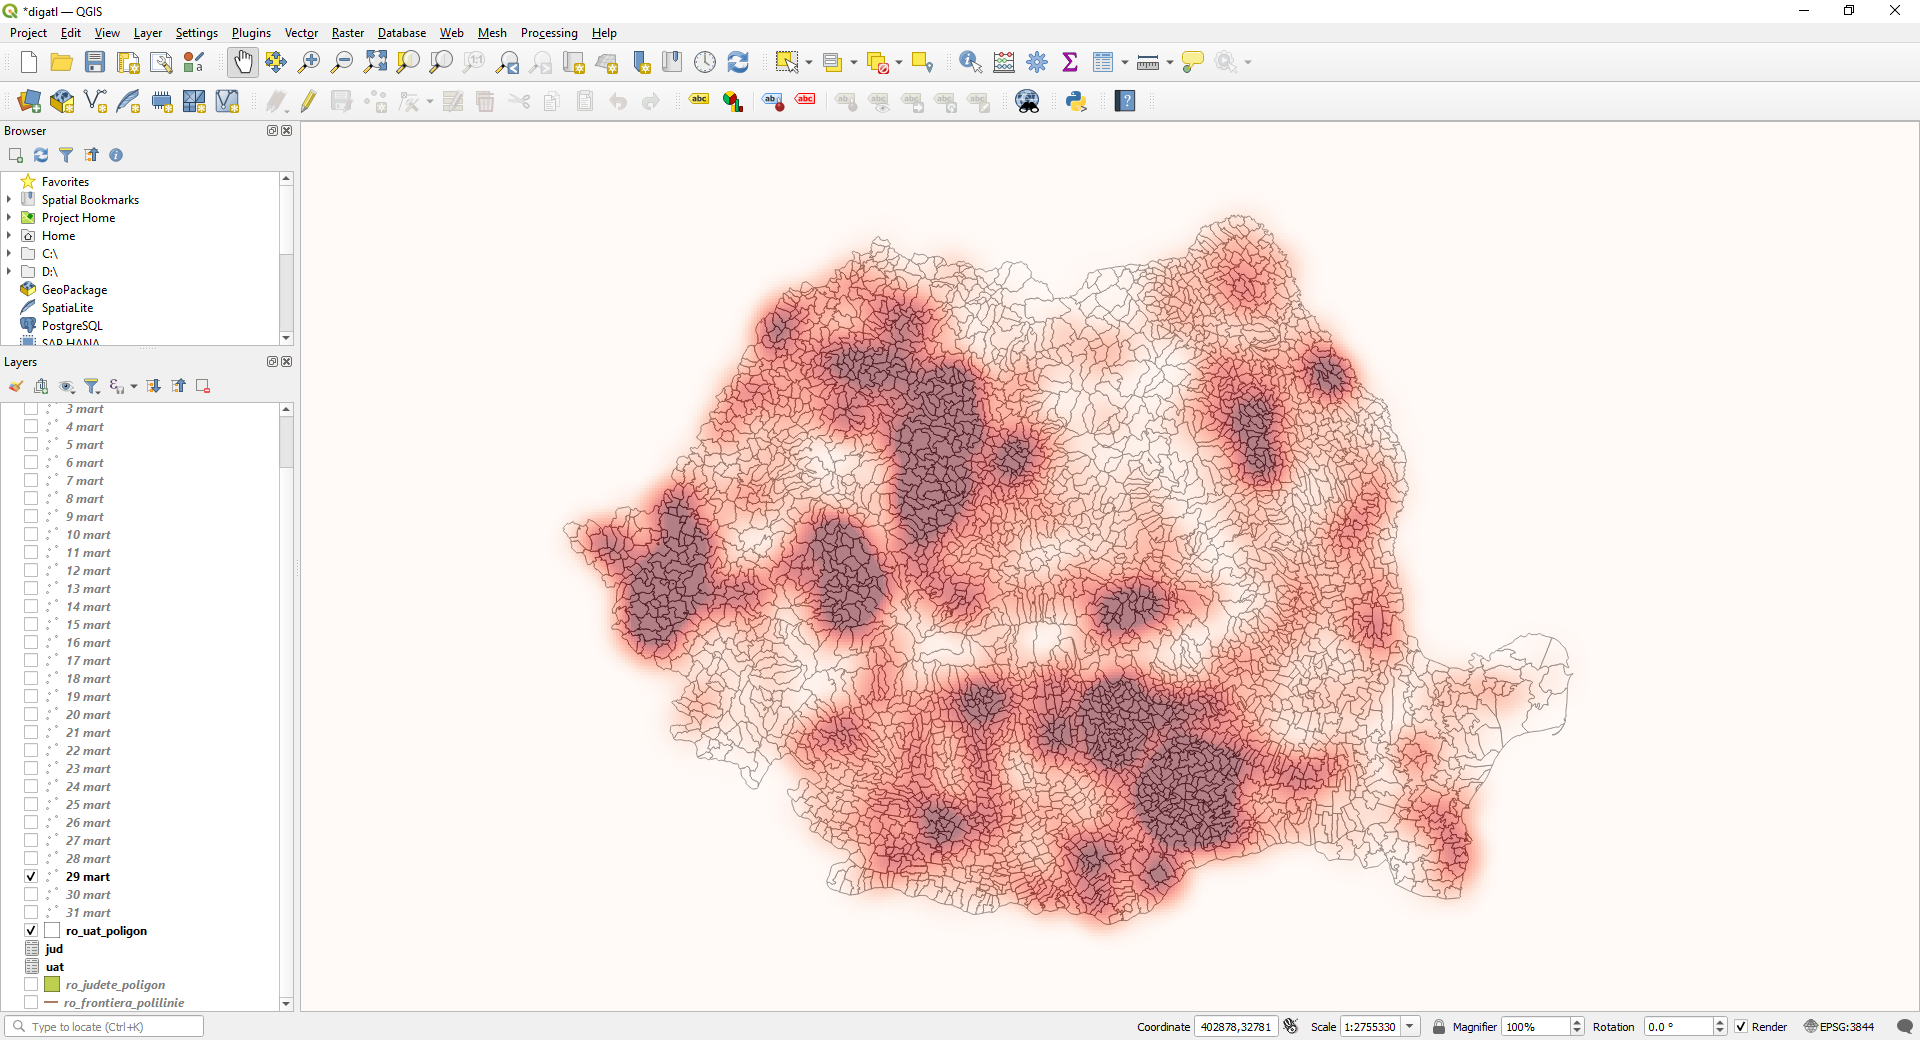 *digatl — QGIS
Project Edit View Layer Settings Plugins Vector Raster Database Web Mesh Processing Help
Browser
Favorites
Spatial Bookmarks
Project Home
Home
C:\
D:\
GeoPackage
SpatiaLite
PostgreSQL
SAP HANA
Layers
3 mart
4 mart
5 mart
6 mart
7 mart
8 mart
9 mart
10 mart
11 mart
12 mart
13 mart
14 mart
15 mart
16 mart
17 mart
18 mart
19 mart
20 mart
21 mart
22 mart
23 mart
24 mart
25 mart
26 mart
27 mart
28 mart
29 mart
30 mart
31 mart
ro_uat_poligon
jud
uat
ro_judete_poligon
ro_frontiera_polilinie
Type to locate (Ctrl+K)
Coordinate 402878,32781 Scale 1:2755330 Magnifier 100% Rotation 0.0 ° Render EPSG:3844